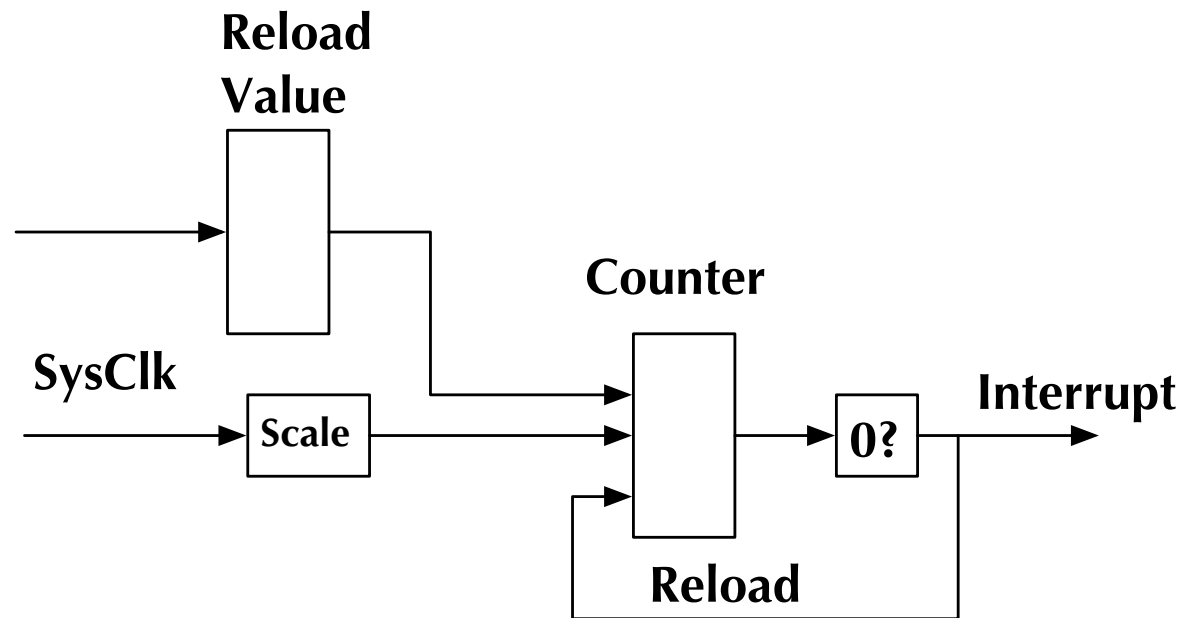 Reload
Value
Counter
SysClk
Scale
0?
Interrupt
Reload